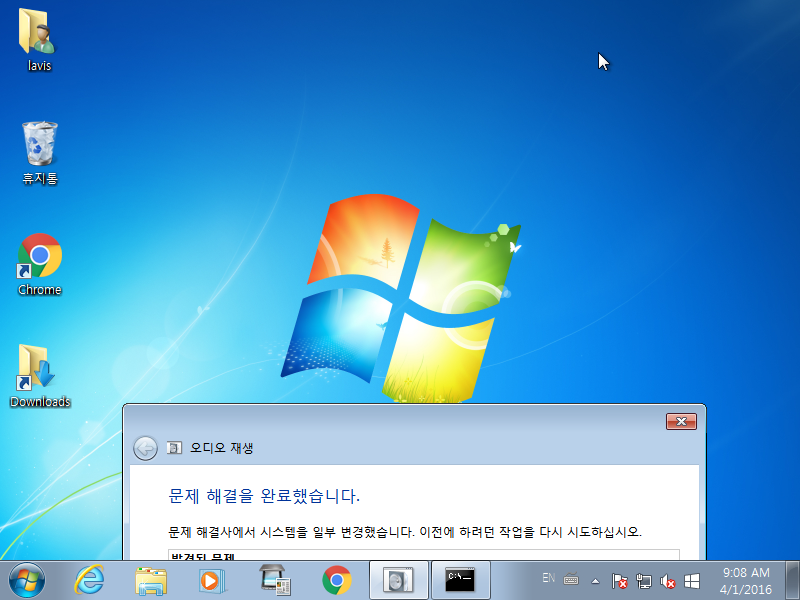 lavis
휴지통
Chrome
Downloads
오디오 재생
문제 해결을 완료했습니다.
문제 해결사에서 시스템을 일부 변경했습니다. 이전에 하려던 작업을 다시 시도하십시오.
발견된 문제
C:\
EN
9:08 AM
4/1/2016